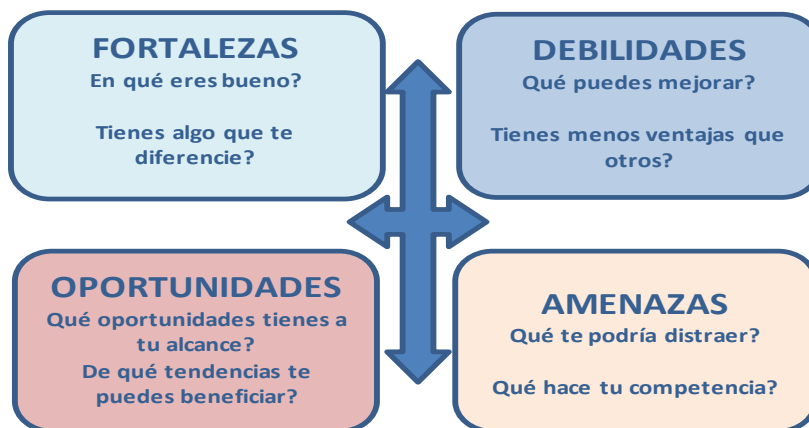 FORTALEZAS
En qué eres bueno?
Tienes algo que te
diferencie?
DEBILIDADES
Qué puedes mejorar?
Tienes menos ventajas que
otros?
OPORTUNIDADES
Qué oportunidades tienes a
tu alcance?
De qué tendencias te
puedes beneficiar?
AMENAZAS
Qué te podría distraer?
Qué hace tu competencia?